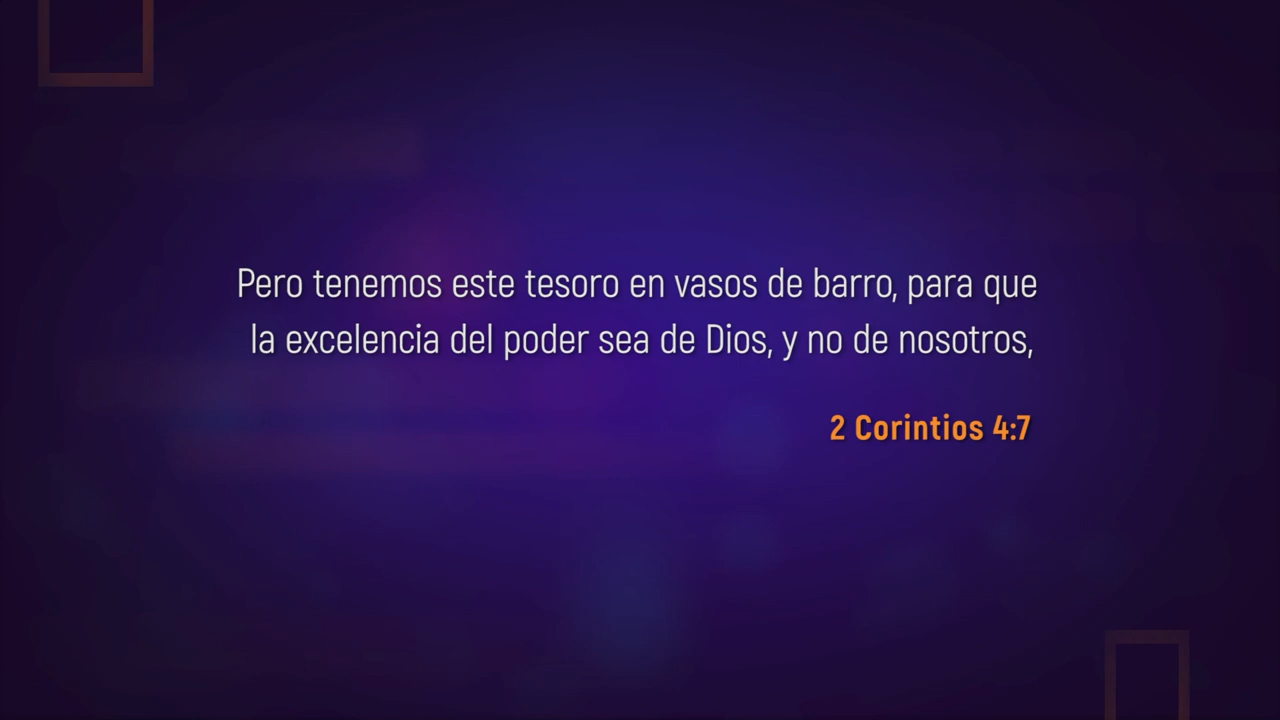 Pero tenemos este tesoro en vasos de barro, para que
la excelencia del poder sea de Dios, y no de nosotros,
2 Corintios 4:7